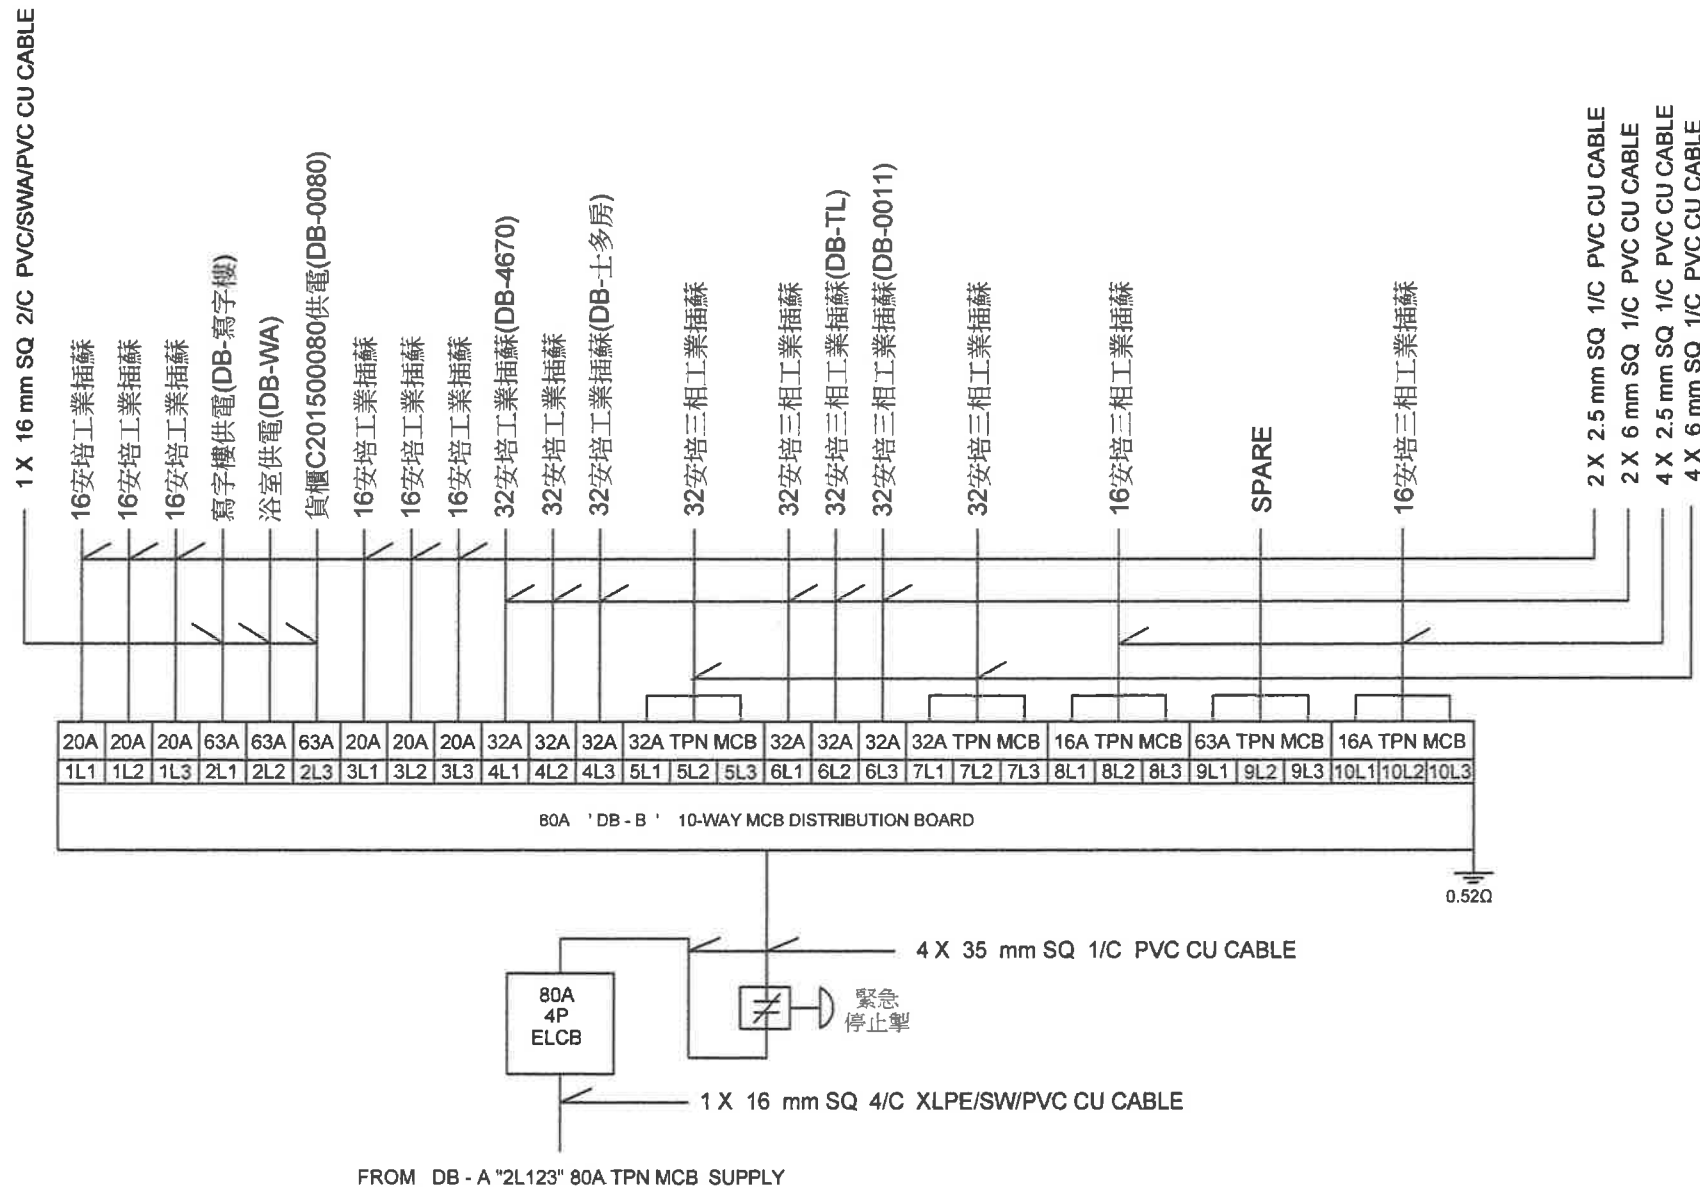 1 X 16 mm SQ 2/C PVC/SWA/PVC CU CABLE
16安培工業插蘇
16安培工業插蘇
16安培工業插蘇
寫字樓供電(DB-寫字樓)
浴室供電(DB-WA)
貨櫃C201500080供電(DB-0080)
16安培工業插蘇
16安培工業插蘇
16安培工業插蘇
32安培工業插蘇(DB-4670)
32安培工業插蘇
32安培工業插蘇(DB-士多房)
32安培三相工業插蘇
32安培三相工業插蘇
32安培三相工業插蘇(DB-TL)
32安培三相工業插蘇(DB-0011)
32安培三相工業插蘇
16安培三相工業插蘇
SPARE
16安培三相工業插蘇
2 X 2.5 mm SQ 1/C PVC CU CABLE
2 X 6 mm SQ 1/C PVC CU CABLE
4 X 2.5 mm SQ 1/C PVC CU CABLE
4 X 6 mm SQ 1/C PVC CU CABLE
20A 20A 20A 63A 63A 63A 20A 20A 20A 32A 32A 32A 32A TPN MCB 32A 32A 32A 32A TPN MCB 16A TPN MCB 63A TPN MCB 16A TPN MCB
1L1 1L2 1L3 2L1 2L2 2L3 3L1 3L2 3L3 4L1 4L2 4L3 5L1 5L2 5L3 6L1 6L2 6L3 7L1 7L2 7L3 8L1 8L2 8L3 9L1 9L2 9L3 10L1 10L2 10L3
80A ' DB - B ' 10-WAY MCB DISTRIBUTION BOARD
0.52Ω
4 X 35 mm SQ 1/C PVC CU CABLE
80A
4P
ELCB
緊急
停止掣
1 X 16 mm SQ 4/C XLPE/SW/PVC CU CABLE
FROM DB - A "2L123" 80A TPN MCB SUPPLY